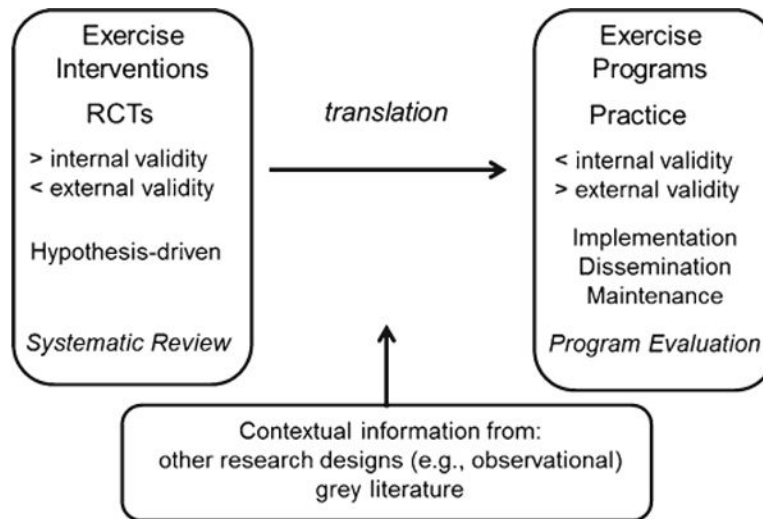 Exercise
Interventions
RCTs
> internal validity
< external validity
Hypothesis-driven
Systematic Review
translation
Exercise
Programs
Practice
< internal validity
> external validity
Implementation
Dissemination
Maintenance
Program Evaluation
Contextual information from:
other research designs (e.g., observational)
grey literature